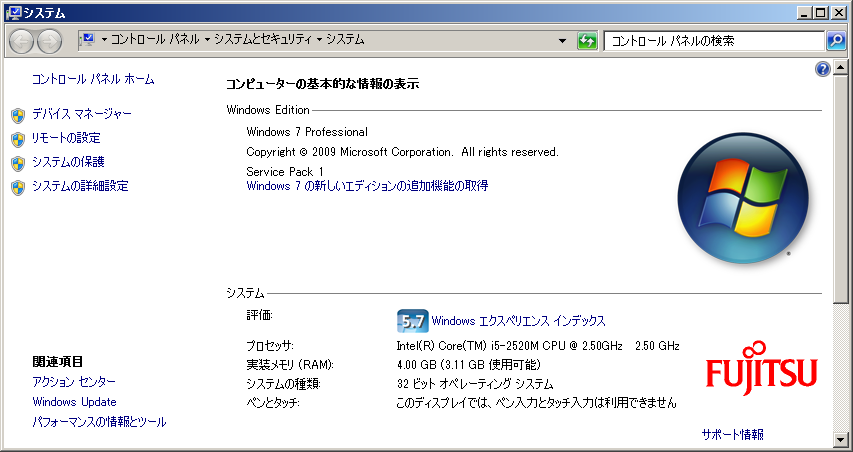 システム
コントロール パネル システムとセキュリティ システム
コントロール パネルの検索
コントロール パネル ホーム
デバイス マネージャー
リモートの設定
システムの保護
システムの詳細設定
関連項目
アクション センター
Windows Update
パフォーマンスの情報とツール
コンピューターの基本的な情報の表示
Windows Edition
Windows 7 Professional
Copyright © 2009 Microsoft Corporation. All rights reserved.
Service Pack 1
Windows 7 の新しいエディションの追加機能の取得
システム
評価: 5.7 Windows エクスペリエンス インデックス
プロセッサ: Intel(R) Core(TM) i5-2520M CPU @ 2.50GHz 2.50 GHz
実装メモリ (RAM): 4.00 GB (3.11 GB 使用可能)
システムの種類: 32 ビット オペレーティング システム
ペンとタッチ: このディスプレイでは、ペン入力とタッチ入力は利用できません
FUJITSU
サポート情報